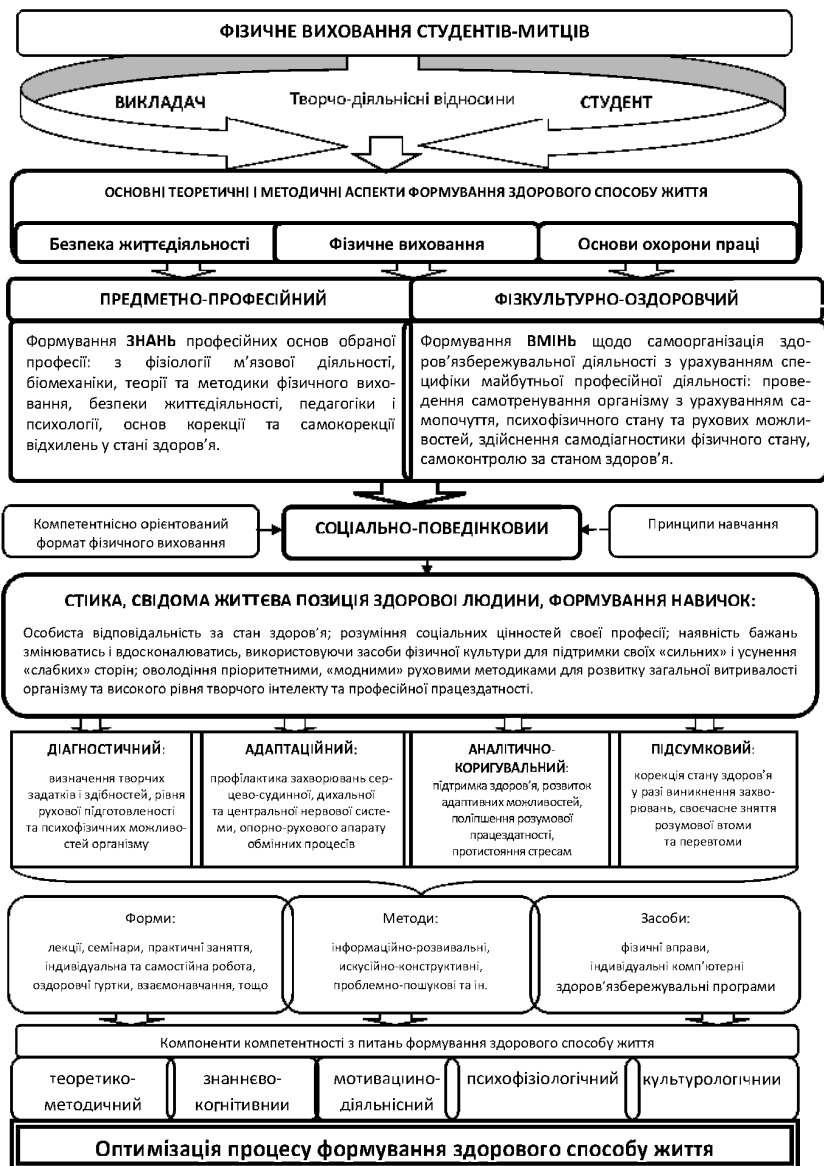 ФІЗИЧНЕ ВИХОВАННЯ СТУДЕНТІВ-МИТЦІВ
ВИКЛАДАЧ
Творчо-діяльнісні відносини
СТУДЕНТ
ОСНОВНІ ТЕОРЕТИЧНІ І МЕТОДИЧНІ АСПЕКТИ ФОРМУВАННЯ ЗДОРОВОГО СПОСОБУ ЖИТТЯ
Безпека життєдіяльності
Фізичне виховання
Основи охорони праці
ПРЕДМЕТНО-ПРОФЕСІЙНИЙ
Формування ЗНАНЬ професійних основ обраної
професії: з фізіології м’язової діяльності,
біомеханіки, теорії та методики фізичного вихо-
вання, безпеки життєдіяльності, педагогіки і
психології, основ корекції та самокорекції
відхилень у стані здоров’я.
ФІЗКУЛЬТУРНО-ОЗДОРОВЧИЙ
Формування ВМІНЬ щодо самоорганізація здо-
ров’язбережувальної діяльності з урахуванням спе-
цифіки майбутньої професійної діяльності: прове-
дення самотренування організму з урахуванням са-
мопочуття, психофізичного стану та рухових можли-
востей, здійснення самодіагностики фізичного стану,
самоконтролю за станом здоров’я.
Компетентнісно орієнтований
формат фізичного виховання
СОЦІАЛЬНО-ПОВЕДІНКОВИИ
Принципи навчання
СТІИКА, СВІДОМА ЖИТТЄВА ПОЗИЦІЯ ЗДОРОВОЇ ЛЮДИНИ, ФОРМУВАННЯ НАВИЧОК:
Особиста відповідальність за стан здоров’я; розуміння соціальних цінностей своєї професії; наявність бажань
змінюватись і вдосконалюватись, використовуючи засоби фізичної культури для підтримки своїх «сильних» і усунення
«слабких» сторін; оволодіння пріоритетними, «модними» руховими методиками для розвитку загальної витривалості
організму та високого рівня творчого інтелекту та професійної працездатності.
ДІАГНОСТИЧНИЙ:
визначення творчих
задатків і здібностей, рівня
рухової підготовленості
та психофізичних можливо-
стей організму
АДАПТАЦІЙНИЙ:
профілактика захворювань сер-
цево-судинної, дихальної
та центральної нервової систе-
ми, опорно-рухового апарату
обмінних процесів
АНАЛІТИЧНО-
КОРИГУВАЛЬНИЙ:
підтримка здоров’я, розвиток
адаптивних можливостей,
поліпшення розумової
працездатності,
протистояння стресам
ПІДСУМКОВИЙ:
корекція стану здоров’я
у разі виникнення захво-
рювань, своєчасне зняття
розумової втоми
та перевтоми
Форми:
лекції, семінари, практичні заняття,
індивідуальна та самостійна робота,
оздоровчі гуртки, взаємонавчання, тощо
Методи:
інформаційно-розвивальні,
искусійно-конструктивні,
проблемно-пошукові та ін.
Засоби:
фізичні вправи,
індивідуальні комп’ютерні
здоров’язбережувальні програми
Компоненти компетентності з питань формування здорового способу життя
теоретико-
методичний
знаннєво-
когнітивнии
мотиваціино-
діяльнісний
психофізіологічний
культурологічнии
Оптимізація процесу формування здорового способу життя